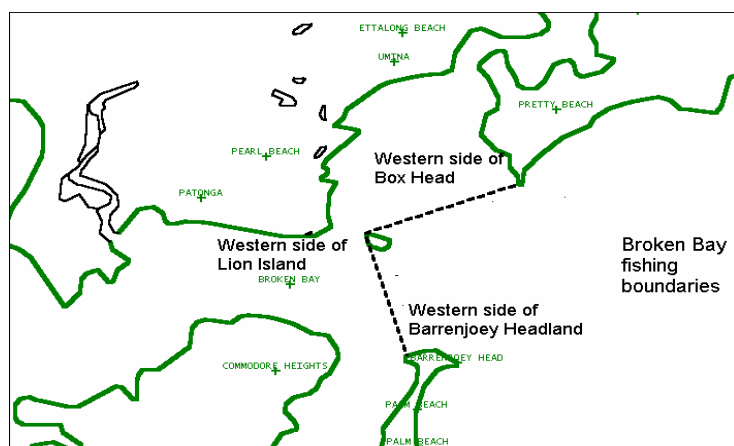 ETTALONG BEACH
UMINA
PRETTY BEACH
PEARL BEACH
Western side of
Box Head
PATONGA
Western side of
Lion Island
Broken Bay
fishing
boundaries
BROKEN BAY
Western side of
Barrenjoey Headland
BARRENJOEY HEAD
COMMODORE HEIGHTS
PALM BEACH
PALM BEACH